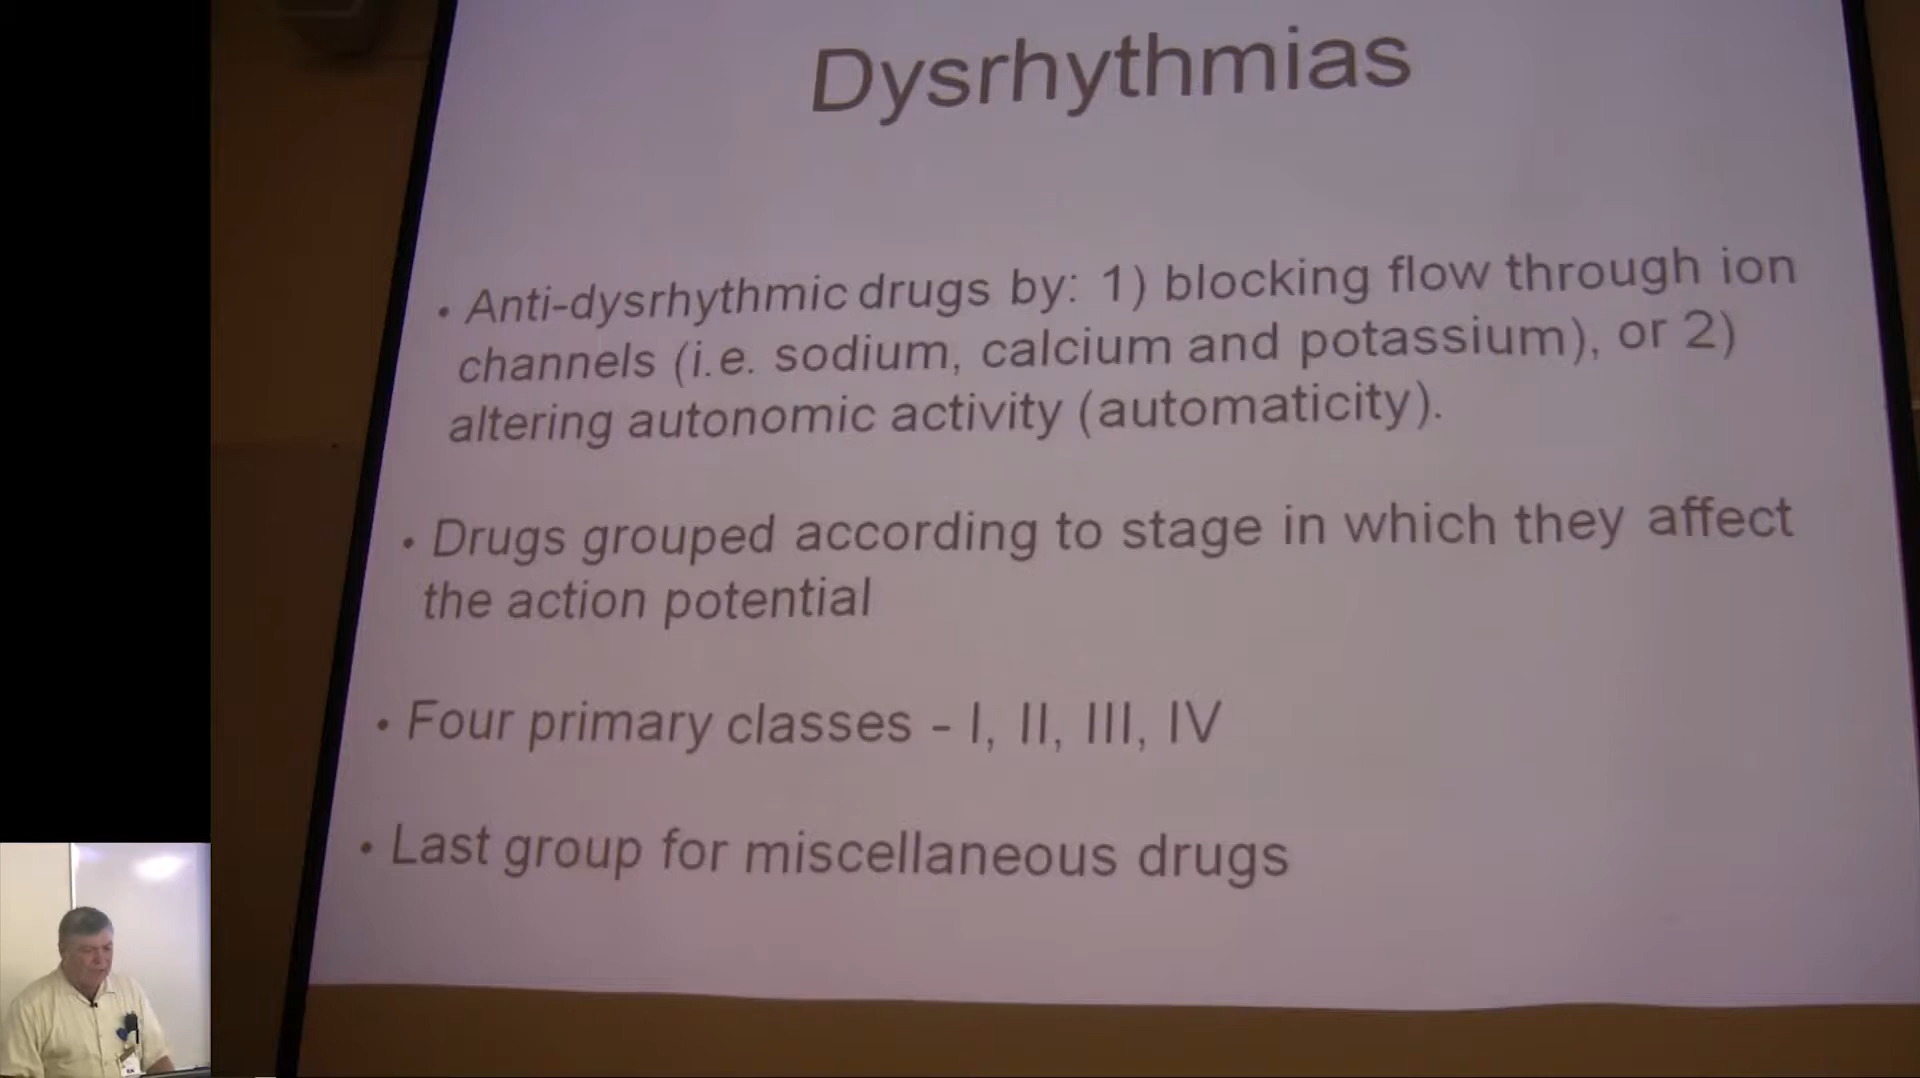 Dysrhythmias
• Anti-dysrhythmic drugs by: 1) blocking flow through ion
channels (i.e. sodium, calcium and potassium), or 2)
altering autonomic activity (automaticity).
• Drugs grouped according to stage in which they affect
the action potential
• Four primary classes - I, II, III, IV
• Last group for miscellaneous drugs